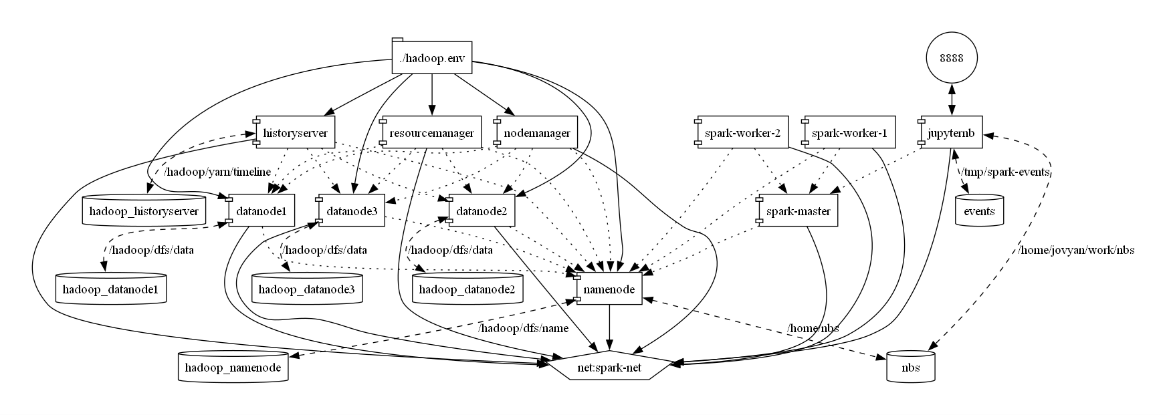 ./hadoop.env
8888
historyserver
resourcemanager
nodemanager
spark-worker-2
spark-worker-1
jupyternb
/hadoop/yarn/timeline
/tmp/spark-events
hadoop_historyserver
datanode1
datanode3
datanode2
spark-master
events
/hadoop/dfs/data
/hadoop/dfs/data
/hadoop/dfs/data
/home/jovyan/work/nbs
hadoop_datanode1
hadoop_datanode3
hadoop_datanode2
namenode
/hadoop/dfs/name
/home/nbs
hadoop_namenode
net:spark-net
nbs